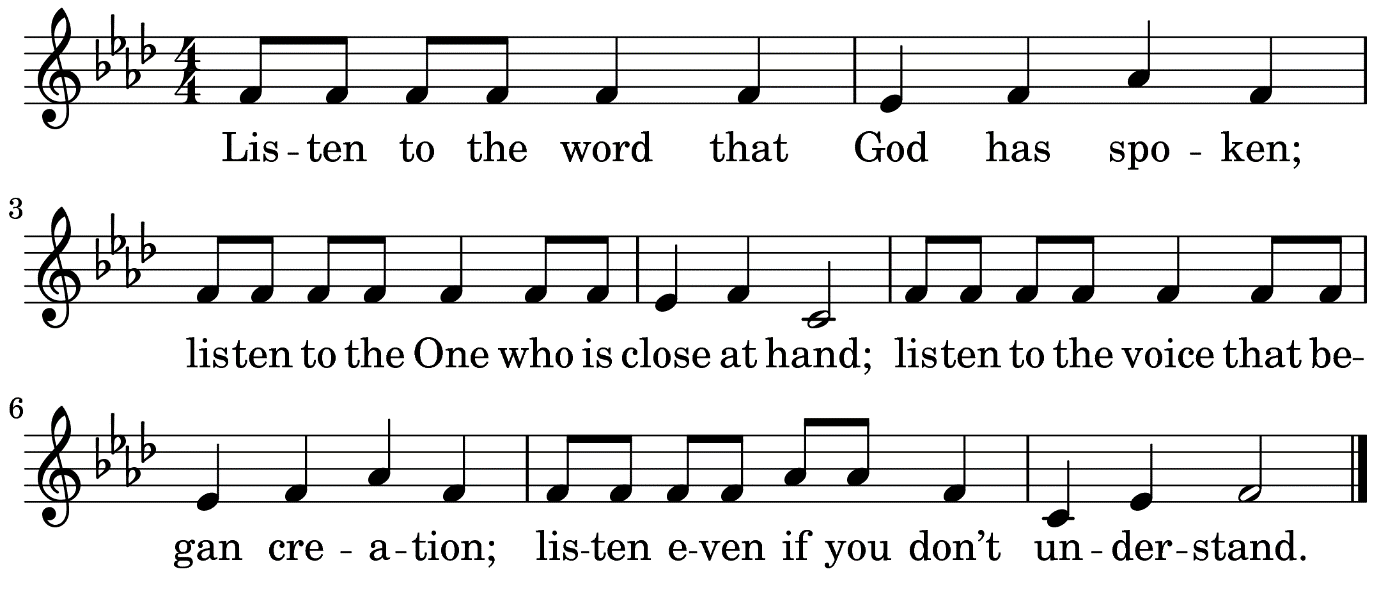 4
4
Lis - ten to the word that God has spo - ken;
3
listen to the One who is close at hand; listen to the voice that be-
6
gan cre - a - tion; lis - ten e - ven if you don’t un - der - stand.